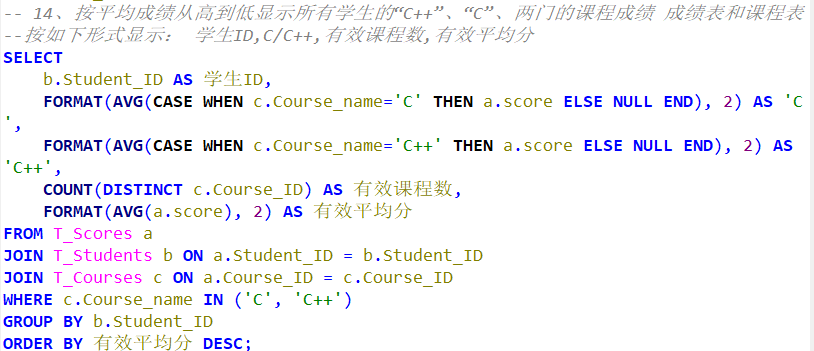 -- 14、按平均成绩从高到低显示所有学生的“C++”、“C”、两门的课程成绩 成绩表和课程表
--按如下形式显示： 学生ID,C/C++,有效课程数,有效平均分
SELECT
b.Student_ID AS 学生ID,
FORMAT(AVG(CASE WHEN c.Course_name='C' THEN a.score ELSE NULL END), 2) AS 'C
',
FORMAT(AVG(CASE WHEN c.Course_name='C++' THEN a.score ELSE NULL END), 2) AS
'C++',
COUNT(DISTINCT c.Course_ID) AS 有效课程数,
FORMAT(AVG(a.score), 2) AS 有效平均分
FROM T_Scores a
JOIN T_Students b ON a.Student_ID = b.Student_ID
JOIN T_Courses c ON a.Course_ID = c.Course_ID
WHERE c.Course_name IN ('C', 'C++')
GROUP BY b.Student_ID
ORDER BY 有效平均分 DESC;